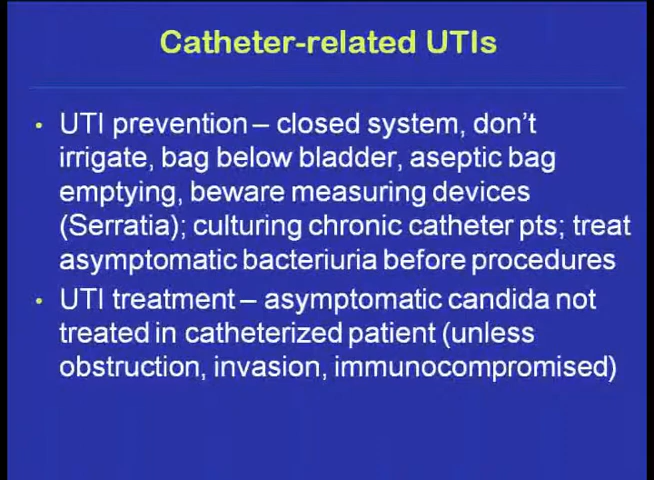 Catheter-related UTIs
• UTI prevention – closed system, don't
irrigate, bag below bladder, aseptic bag
emptying, beware measuring devices
(Serratia); culturing chronic catheter pts; treat
asymptomatic bacteriuria before procedures
• UTI treatment – asymptomatic candida not
treated in catheterized patient (unless
obstruction, invasion, immunocompromised)